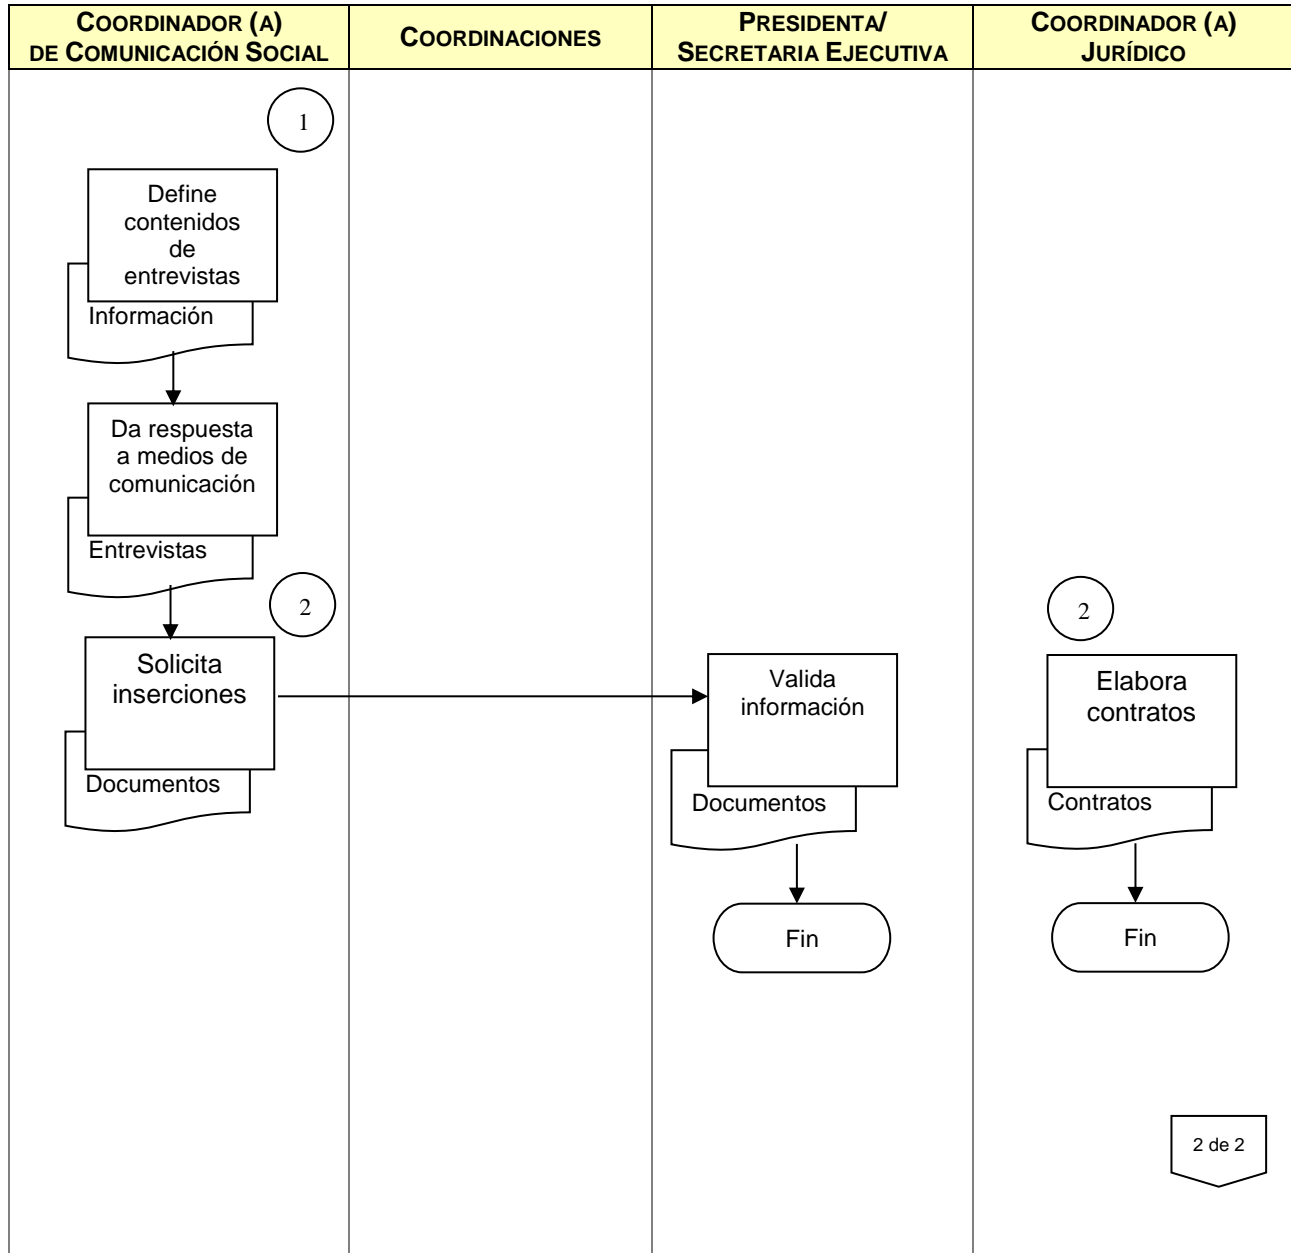 COORDINADOR (A)
DE COMUNICACIÓN SOCIAL
COORDINACIONES
PRESIDENTA/
SECRETARIA EJECUTIVA
COORDINADOR (A)
JURÍDICO
1
Define
contenidos
de
entrevistas
Información
Da respuesta
a medios de
comunicación
Entrevistas
2
Solicita
inserciones
Documentos
Valida
información
Documentos
Fin
2
Elabora
contratos
Contratos
Fin
2 de 2